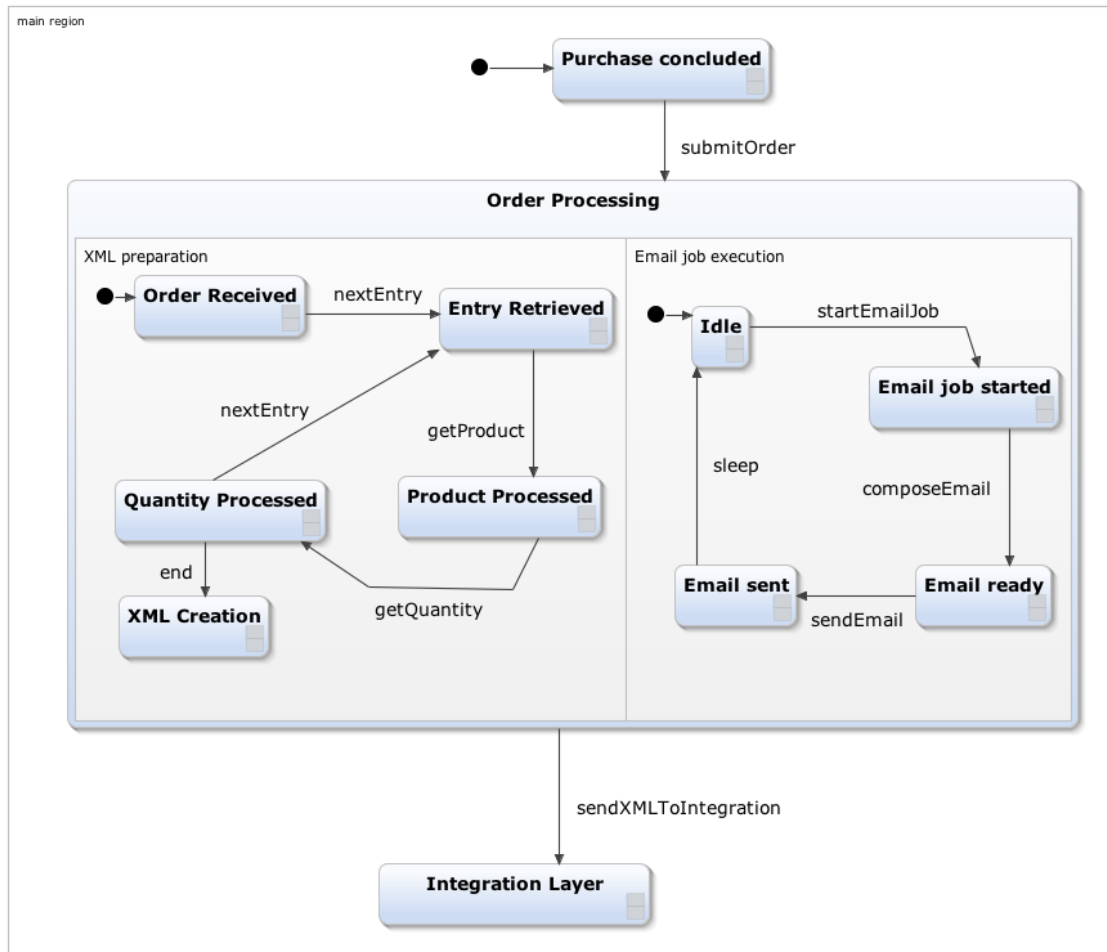 main region
Purchase concluded
submitOrder
Order Processing
XML preparation
Order Received
nextEntry
Entry Retrieved
nextEntry
getProduct
Quantity Processed
Product Processed
end
getQuantity
XML Creation
Email job execution
Idle
startEmailJob
Email job started
sleep
composeEmail
Email sent
Email ready
sendEmail
sendXMLToIntegration
Integration Layer